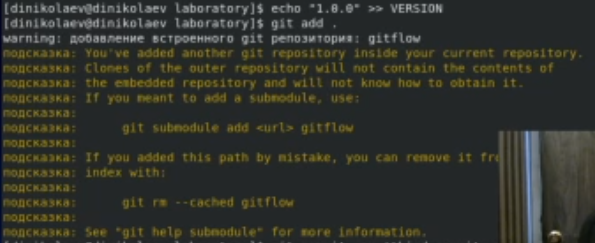 [dinikolaev@dinikolaev laboratory]$ echo "1.0.0" >> VERSION
[dinikolaev@dinikolaev laboratory]$ git add .
warning: добавление встроенного git репозитория: gitflow
подсказка: You've added another git repository inside your current repository.
подсказка: Clones of the outer repository will not contain the contents of
подсказка: the embedded repository and will not know how to obtain it.
подсказка: If you meant to add a submodule, use:
подсказка:
подсказка: git submodule add <url> gitflow
подсказка:
подсказка: If you added this path by mistake, you can remove it
подсказка: index with:
подсказка:
подсказка: git rm --cached gitflow
подсказка:
подсказка: See "git help submodule" for more information.